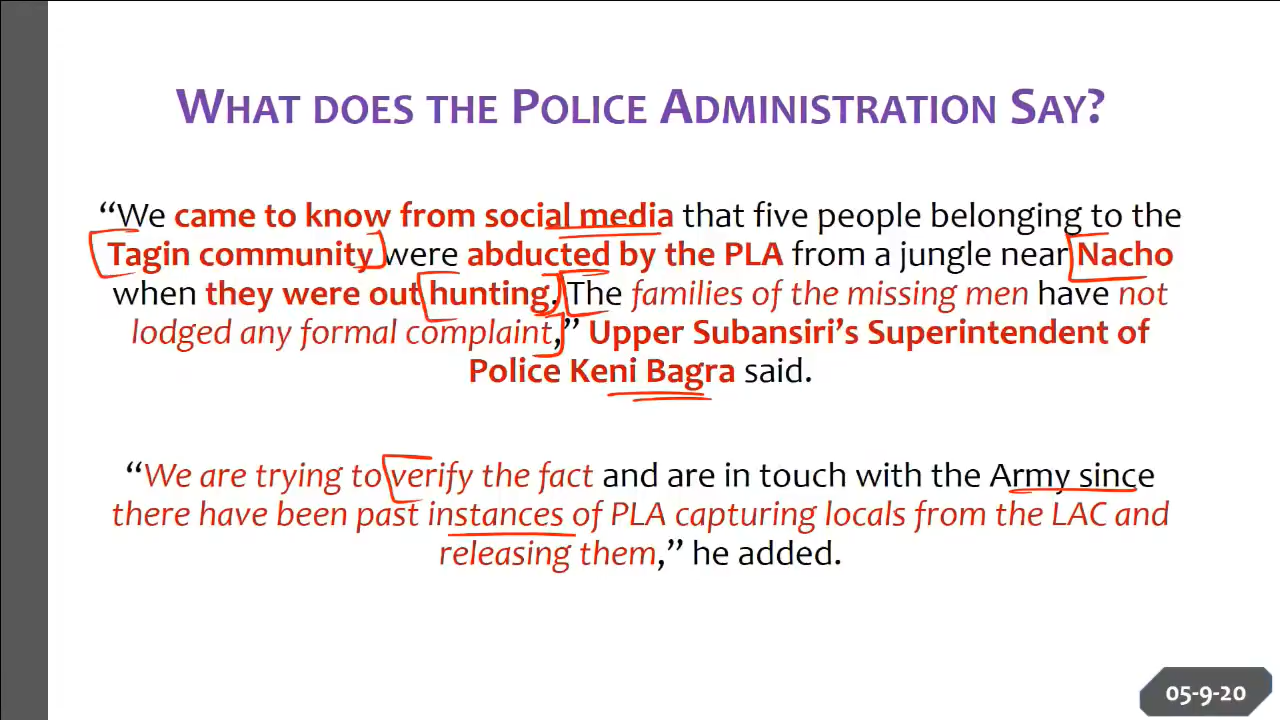 WHAT DOES THE POLICE ADMINISTRATION SAY?
“We came to know from social media that five people belonging to the
Tagin community were abducted by the PLA from a jungle near Nacho
when they were out hunting. The families of the missing men have not
lodged any formal complaint,” Upper Subansiri’s Superintendent of
Police Keni Bagra said.
“We are trying to verify the fact and are in touch with the Army since
there have been past instances of PLA capturing locals from the LAC and
releasing them,” he added.
05-9-20